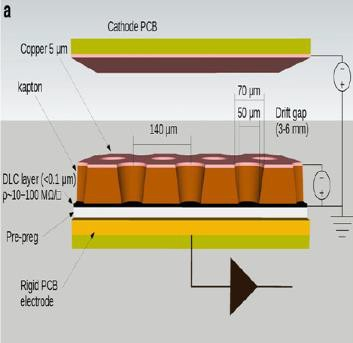 a
Cathode PCB
Copper 5 µm
kapton
70 µm
50 µm
Drift gap
(3-6 mm)
140 µm
DLC layer (<0.1 µm)
ρ~10–100 MΩ/□
Pre-preg
Rigid PCB
electrode